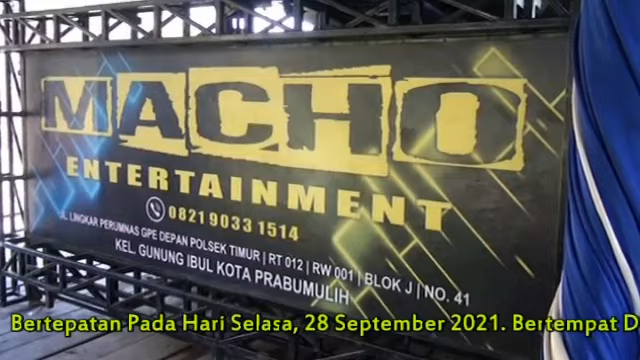 MACHO
ENTERTAINMENT
0821 9033 1514
JL. LINGKAR PERUMNAS GPE DEPAN POLSEK TIMUR | RT 012 | RW 001 | BLOK J | NO. 41
KEL. GUNUNG IBUL KOTA PRABUMULIH
Bertepatan Pada Hari Selasa, 28 September 2021. Bertempat D